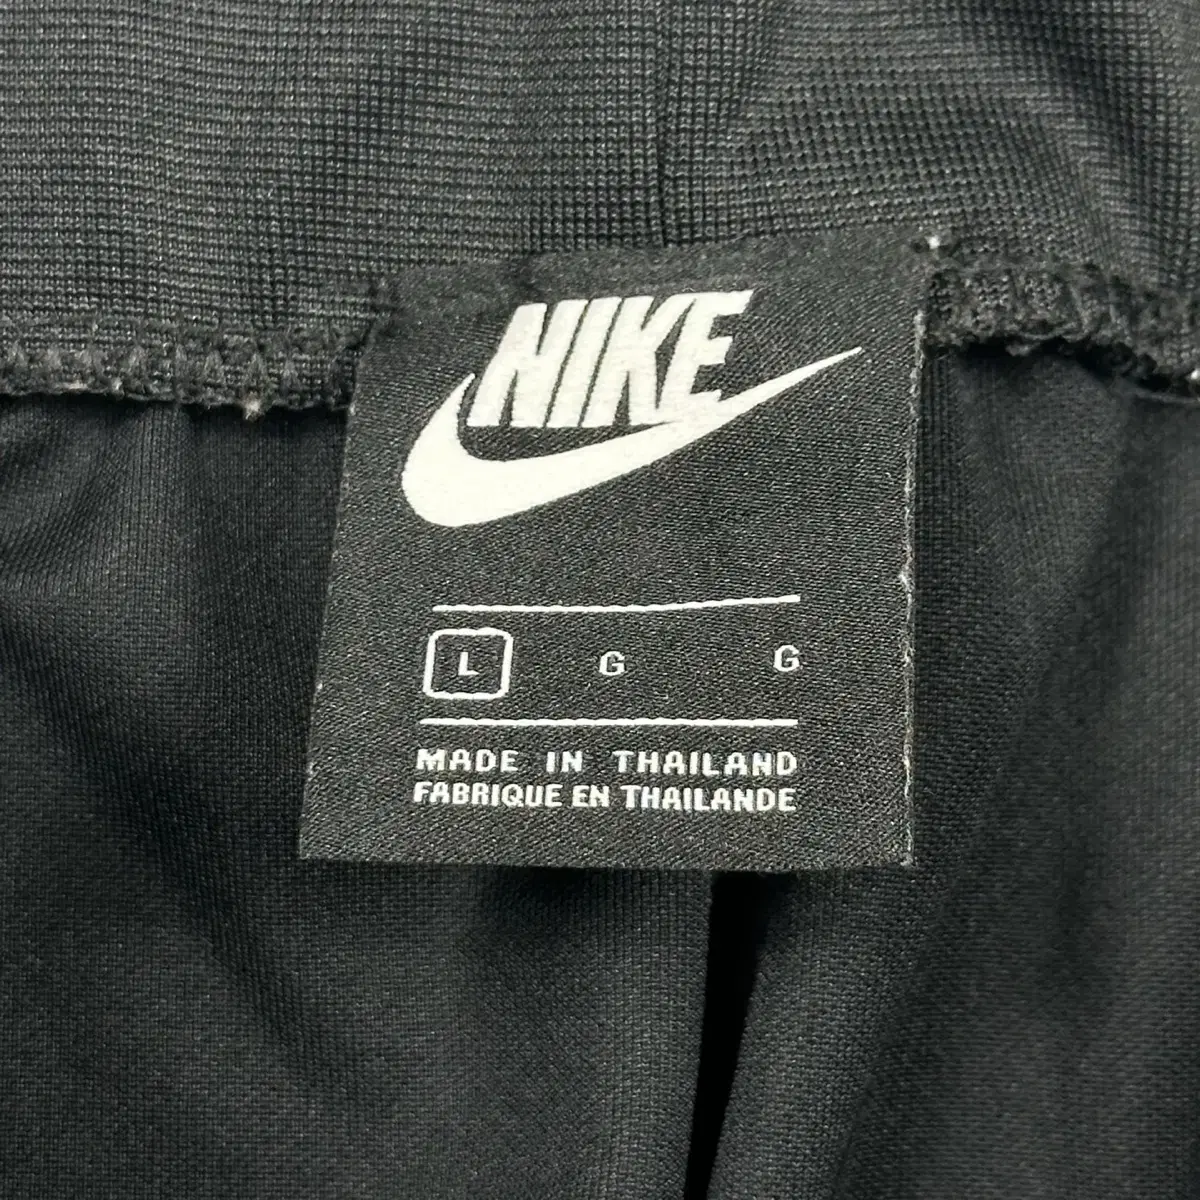 NIKE
L G G
MADE IN THAILAND
FABRIQUE EN THAILANDE